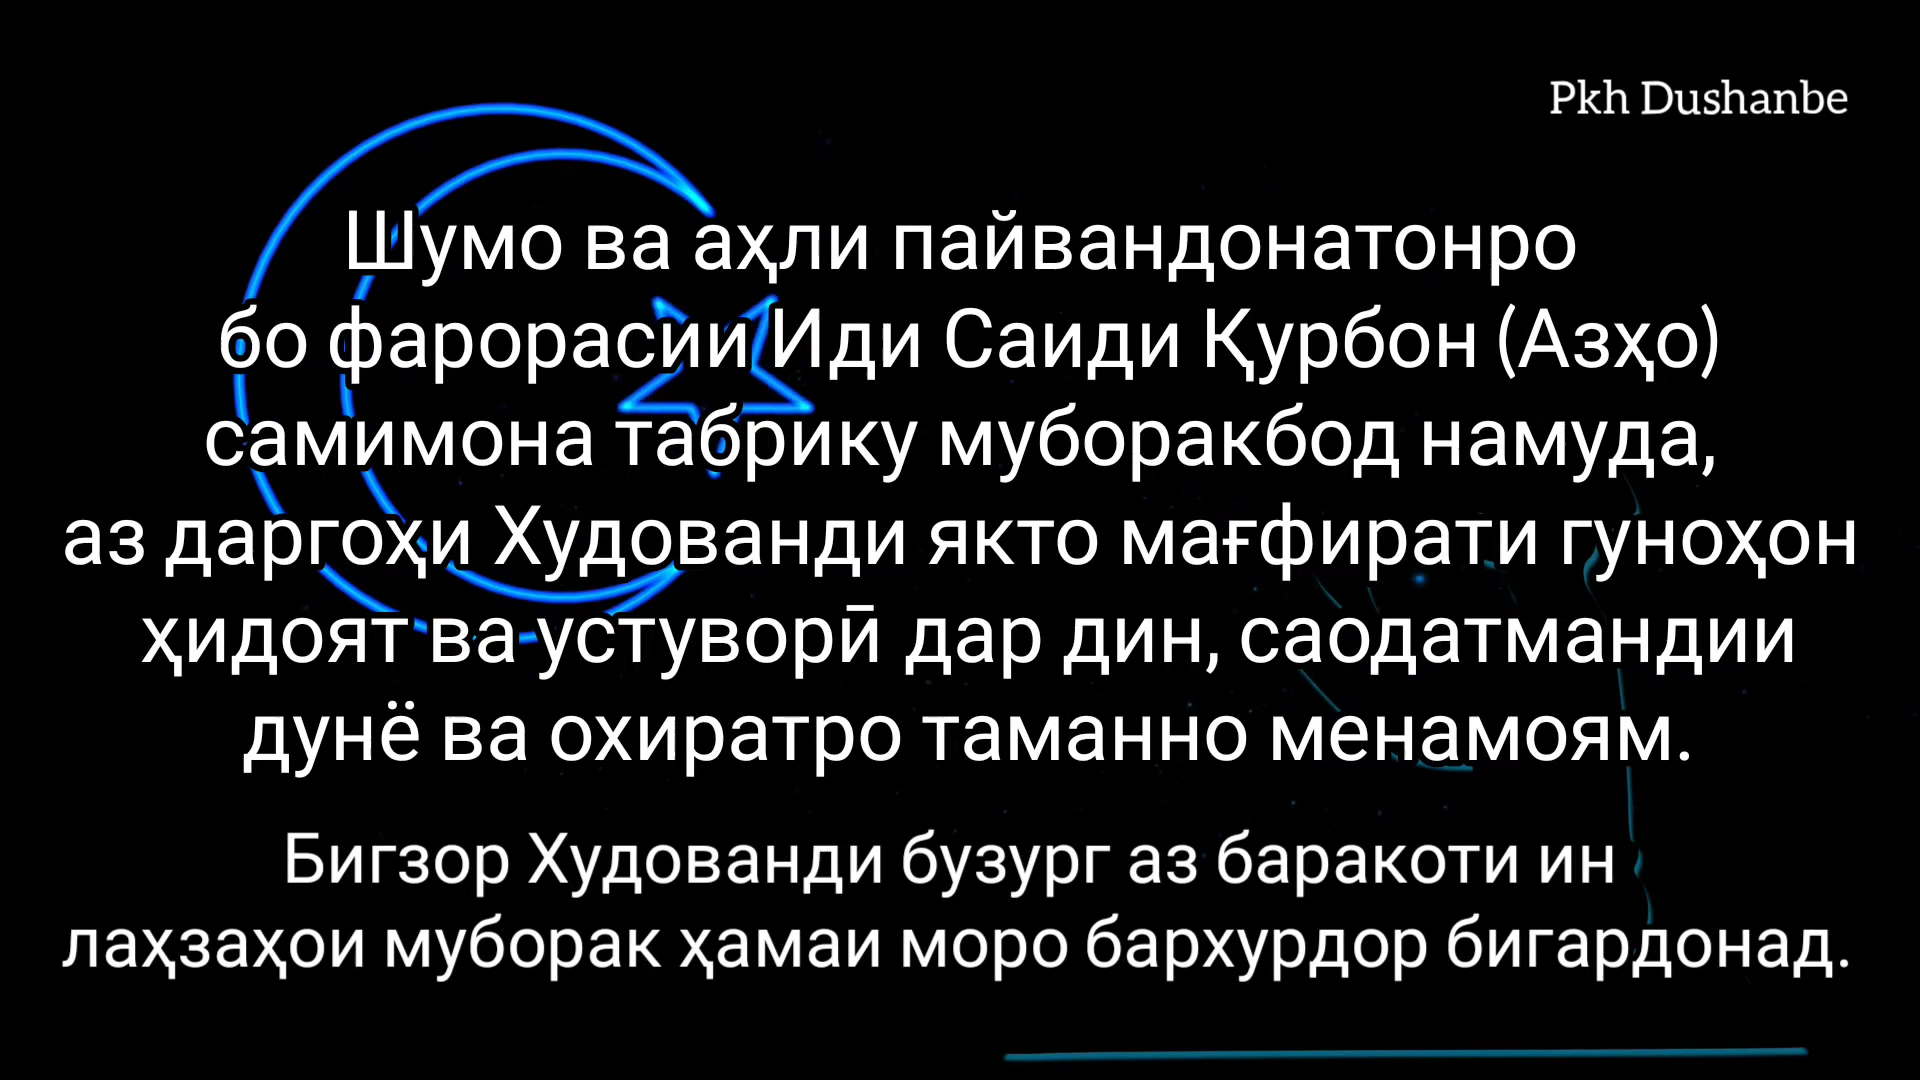 Pkh Dushanbe
Шумо ва аҳли пайвандонатонро
бо фарорасии Иди Саиди Қурбон (Азҳо)
самимона табрику муборакбод намуда,
аз даргоҳи Худованди якто мағфирати гуноҳон
ҳидоят ва устуворӣ дар дин, саодатмандии
дунё ва охиратро таманно менамоям.
Бигзор Худованди бузург аз баракоти ин
лаҳзаҳои муборак ҳамаи моро бархурдор бигардонад.